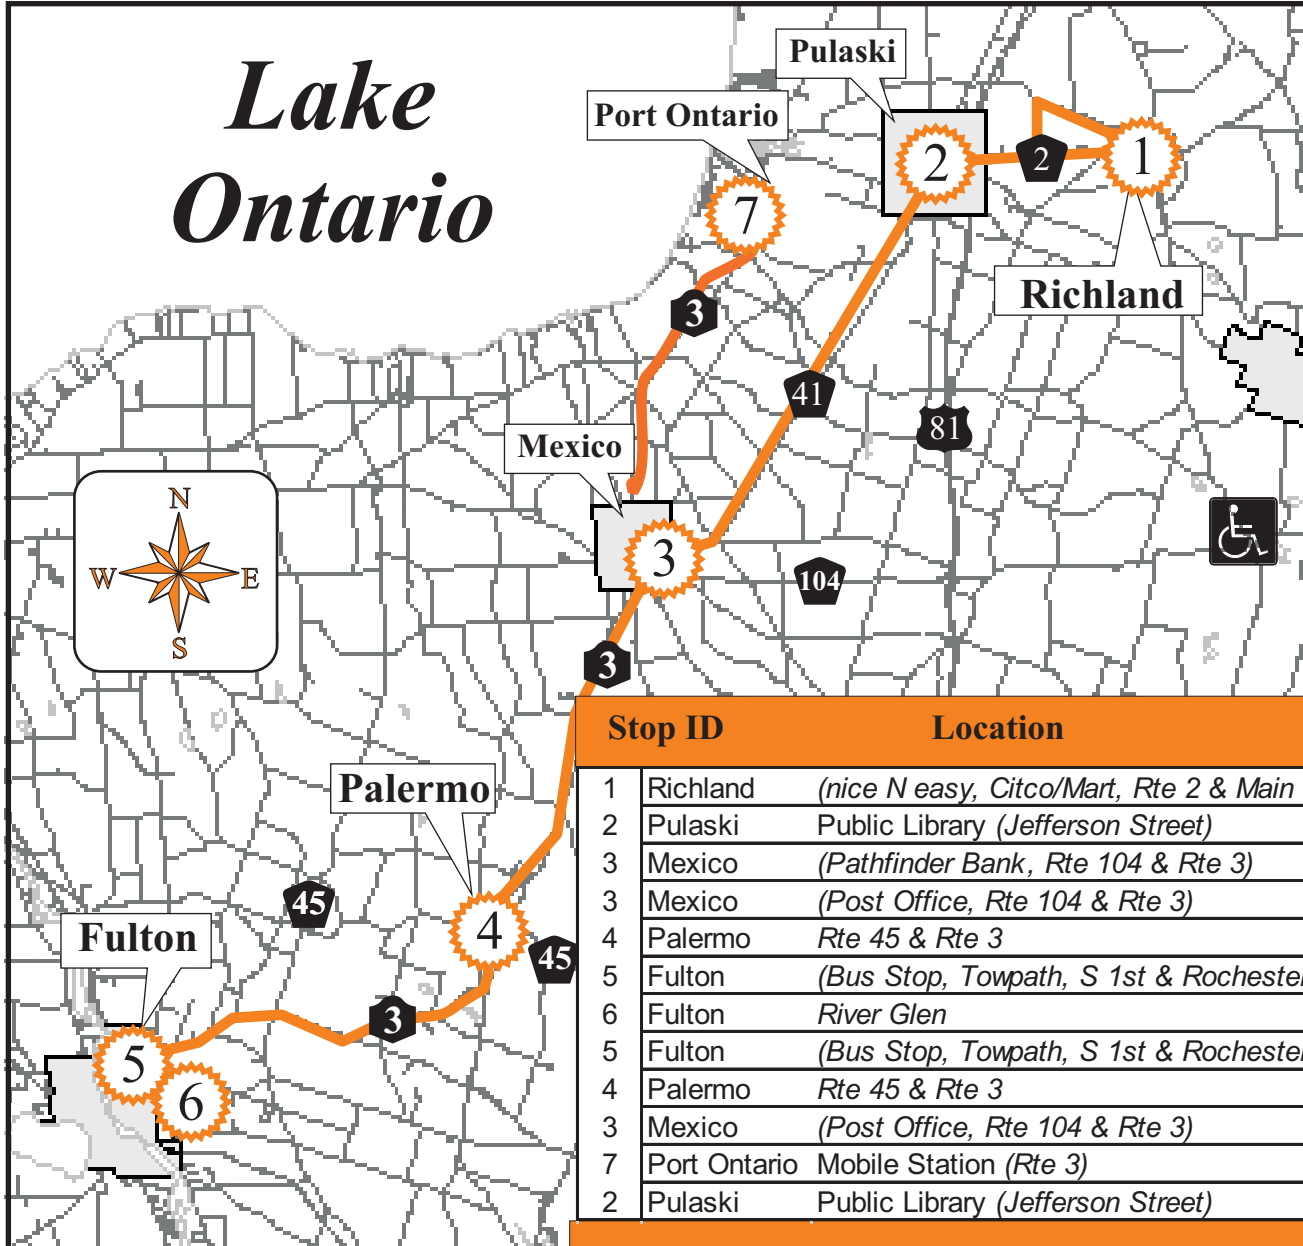 Lake
Ontario
Pulaski
Port Ontario
2
2
1
7
Richland
3
41
81
Mexico
N
W E
S
3
104
3
Stop ID Location
Palermo
1 Richland (nice N easy, Citco/Mart, Rte 2 & Main
2 Pulaski Public Library (Jefferson Street)
3 Mexico (Pathfinder Bank, Rte 104 & Rte 3)
3 Mexico (Post Office, Rte 104 & Rte 3)
4 Palermo Rte 45 & Rte 3
5 Fulton (Bus Stop, Towpath, S 1st & Rochester
6 Fulton River Glen
5 Fulton (Bus Stop, Towpath, S 1st & Rochester
4 Palermo Rte 45 & Rte 3
3 Mexico (Post Office, Rte 104 & Rte 3)
7 Port Ontario Mobile Station (Rte 3)
2 Pulaski Public Library (Jefferson Street)
45
4
45
Fulton
3
5
6